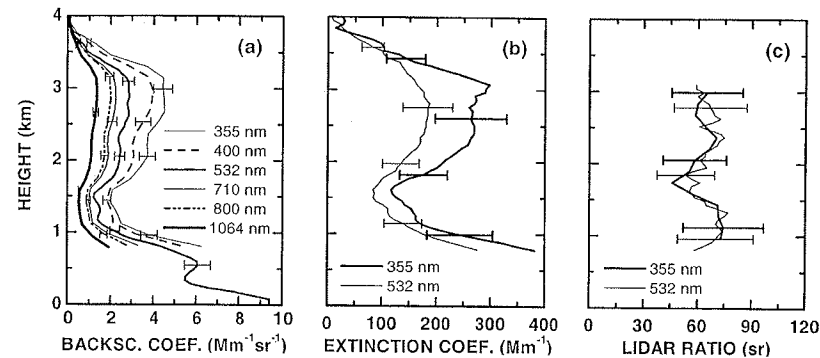 (a)
(b)
(c)
HEIGHT (km)
4
3
2
1
0
355 nm
400 nm
532 nm
710 nm
800 nm
1064 nm
0 2 4 6 8 10
BACKSC. COEF. (Mm⁻¹sr⁻¹)
355 nm
532 nm
100 200 300 400
EXTINCTION COEF. (Mm⁻¹)
355 nm
532 nm
0 30 60 90 120
LIDAR RATIO (sr)